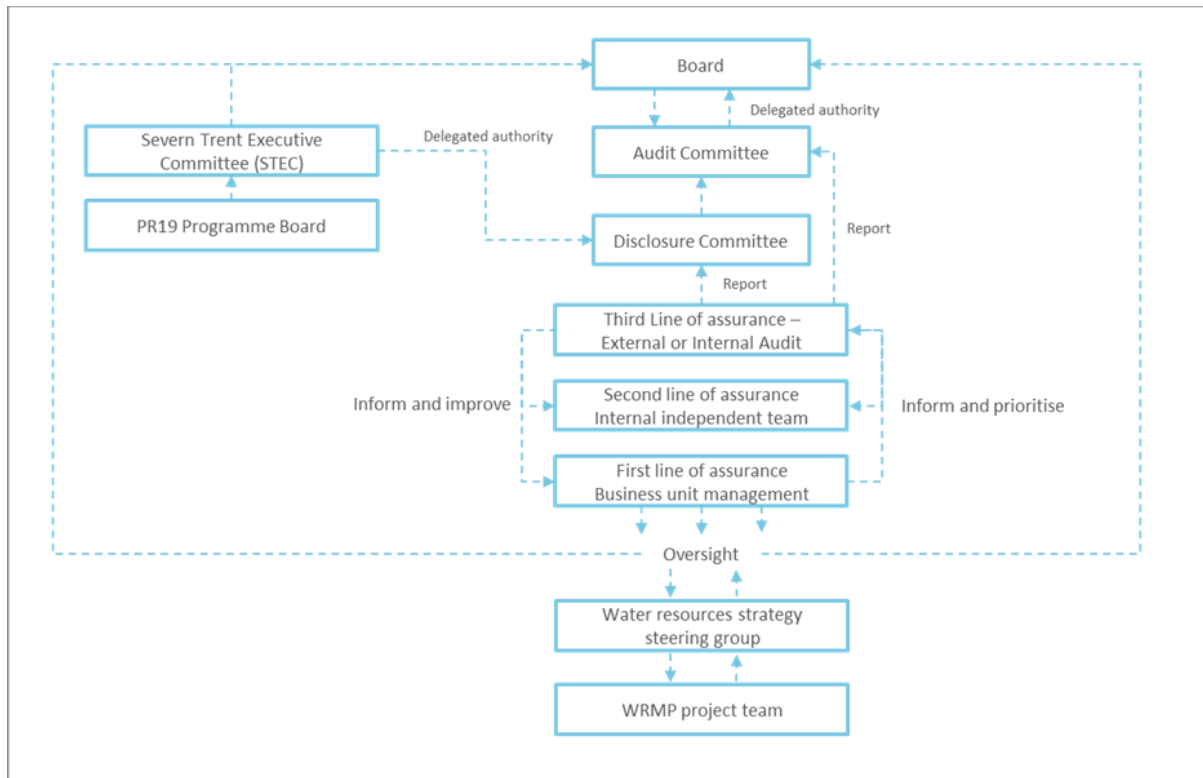 Board
Delegated authority
Severn Trent Executive
Committee (STEC)
Delegated authority
Audit Committee
PR19 Programme Board
Disclosure Committee
Report
Report
Third Line of assurance –
External or Internal Audit
Inform and improve
Second line of assurance
Internal independent team
Inform and prioritise
First line of assurance
Business unit management
Oversight
Water resources strategy
steering group
WRMP project team